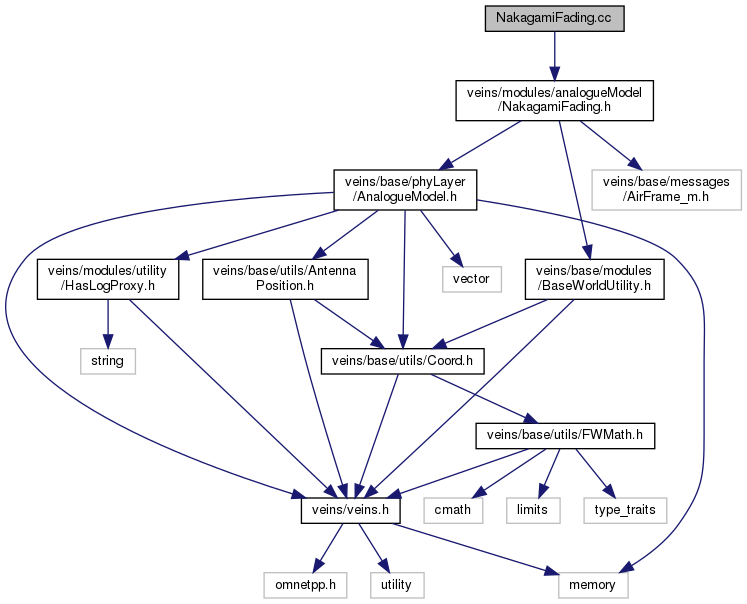 NakagamiFading.cc
veins/modules/analogueModel
/NakagamiFading.h
veins/base/phyLayer
/AnalogueModel.h
veins/base/messages
/AirFrame_m.h
veins/modules/utility
/HasLogProxy.h
veins/base/utils/Antenna
Position.h
vector
veins/base/modules
/BaseWorldUtility.h
string
veins/base/utils/Coord.h
veins/base/utils/FWMath.h
veins/veins.h
cmath
limits
type_traits
omnetpp.h
utility
memory